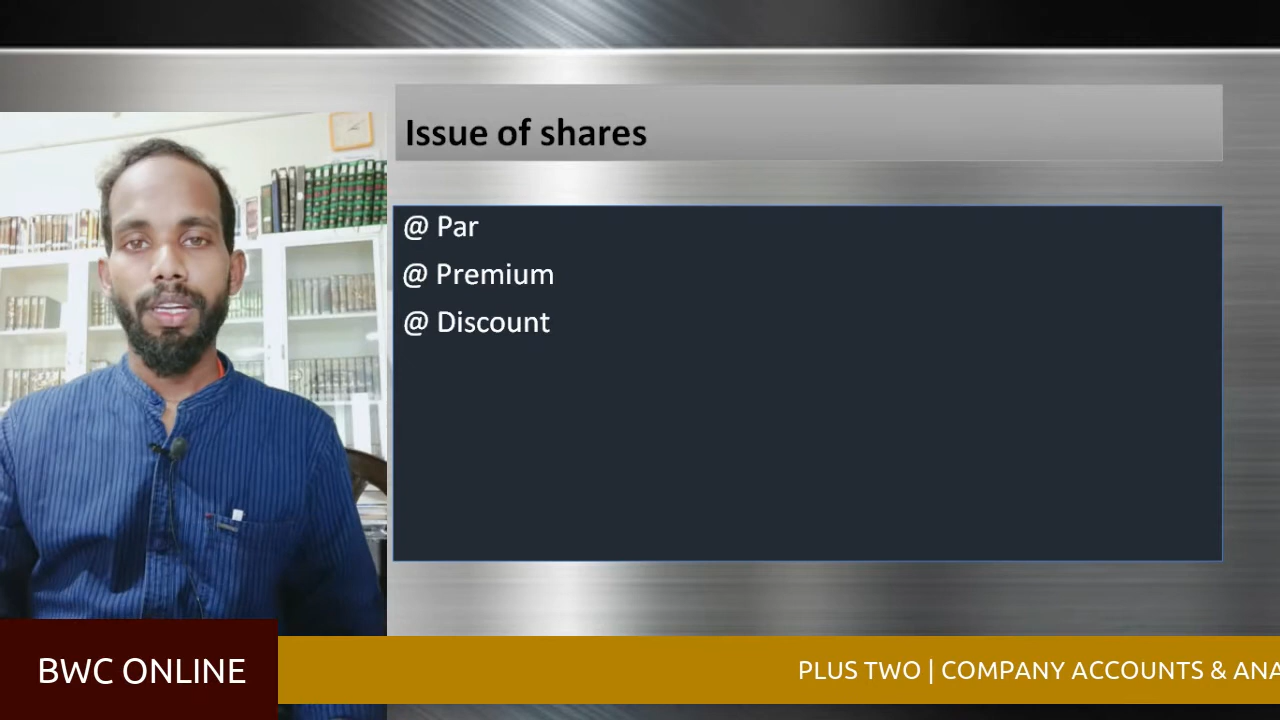 Issue of shares
@ Par
@ Premium
@ Discount
BWC ONLINE
PLUS TWO | COMPANY ACCOUNTS &